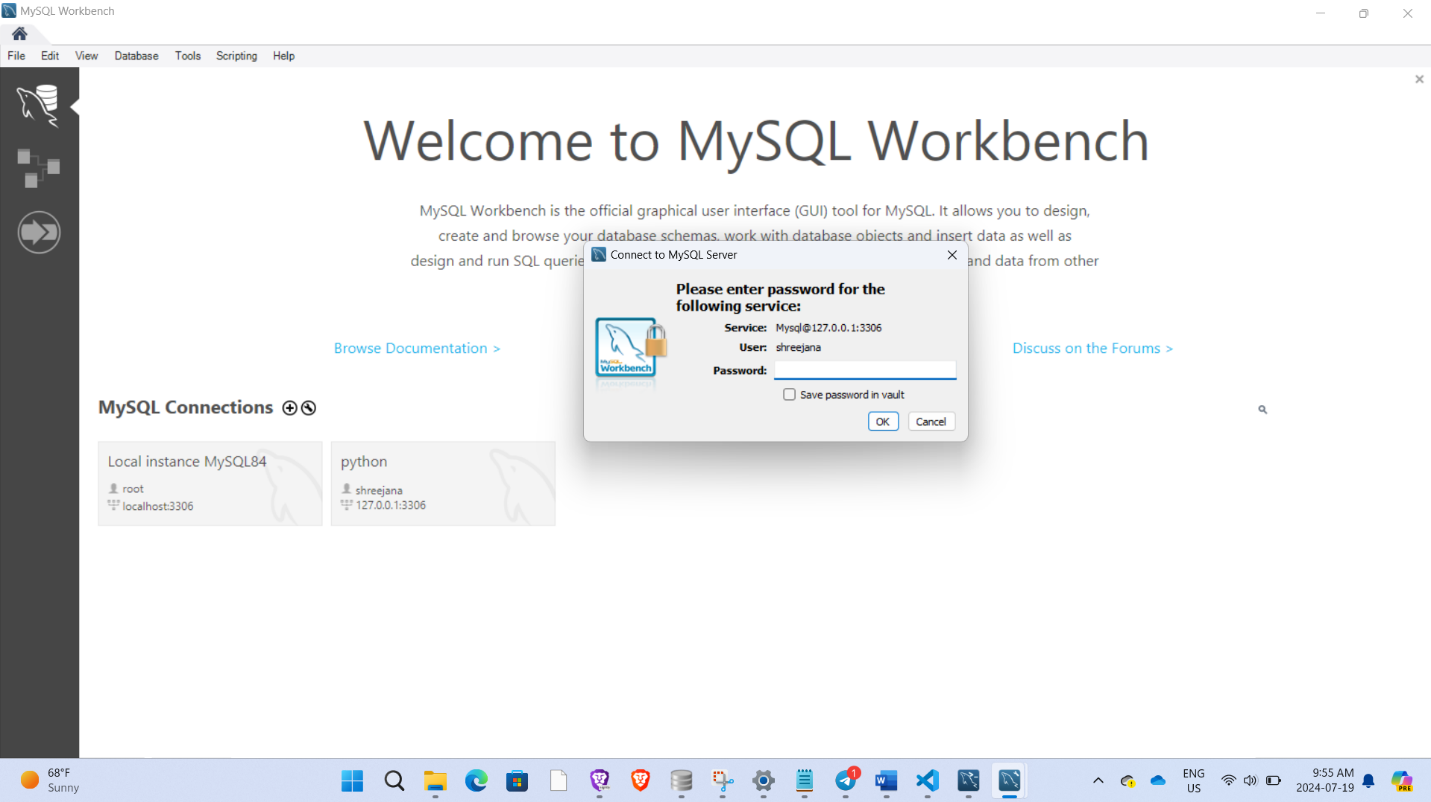 MySQL Workbench
File Edit View Database Tools Scripting Help
Welcome to MySQL Workbench
MySQL Workbench is the official graphical user interface (GUI) tool for MySQL. It allows you to design,
create and browse your database schemas, work with database objects and insert data as well as
design and run SQL querie
and data from other
Connect to MySQL Server
Please enter password for the
following service:
Service: Mysql@127.0.0.1:3306
User: shreejana
Password:
Save password in vault
OK Cancel
MySQL
Workbench
Browse Documentation >
Discuss on the Forums >
MySQL Connections
Local instance MySQL84
root
localhost:3306
python
shreejana
127.0.0.1:3306
68°F
Sunny
1
ENG
US
9:55 AM
2024-07-19
PRE